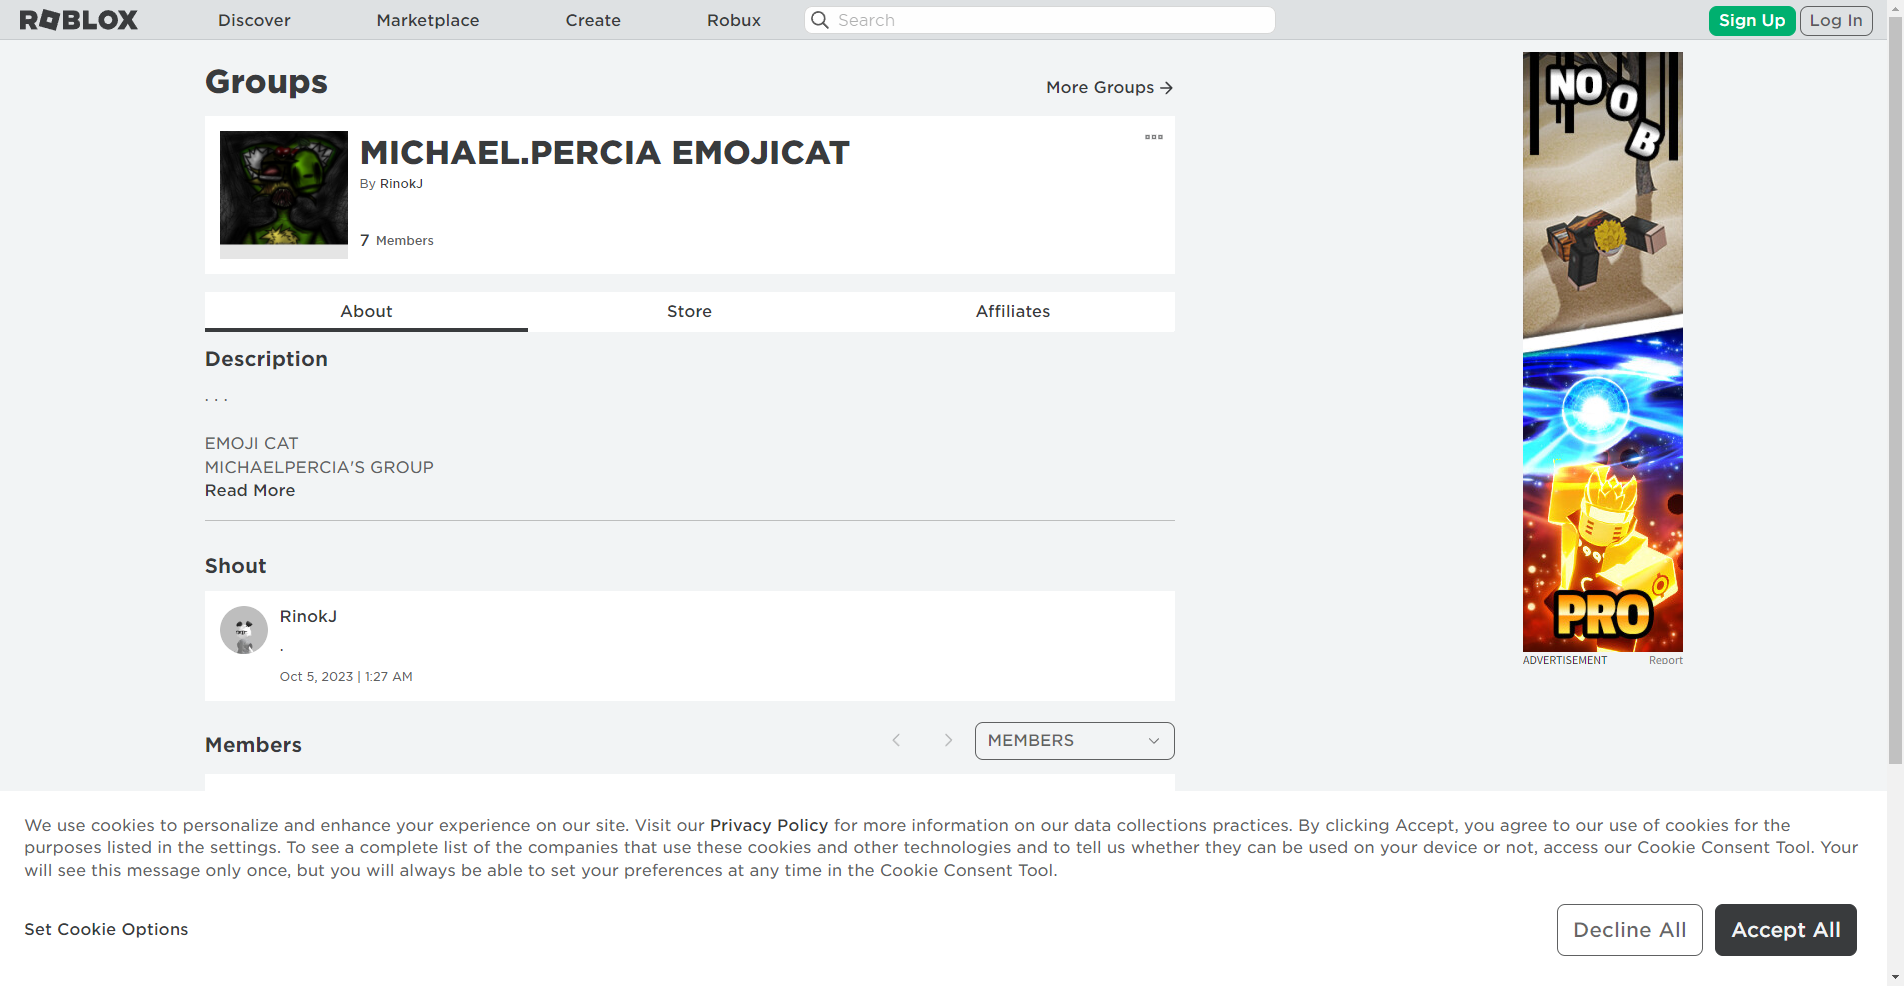 ROBLOX
Discover
Marketplace
Create
Robux
Search
Sign Up
Log In
Groups
More Groups →
MICHAEL.PERCIA EMOJICAT
By RinokJ
7 Members
About
Store
Affiliates
Description
. . .
EMOJI CAT
MICHAELPERCIA'S GROUP
Read More
Shout
RinokJ
.
Oct 5, 2023 | 1:27 AM
Members
MEMBERS
NOOB
PRO
ADVERTISEMENT
Report
We use cookies to personalize and enhance your experience on our site. Visit our Privacy Policy for more information on our data collections practices. By clicking Accept, you agree to our use of cookies for the
purposes listed in the settings. To see a complete list of the companies that use these cookies and other technologies and to tell us whether they can be used on your device or not, access our Cookie Consent Tool. Your
will see this message only once, but you will always be able to set your preferences at any time in the Cookie Consent Tool.
Set Cookie Options
Decline All
Accept All